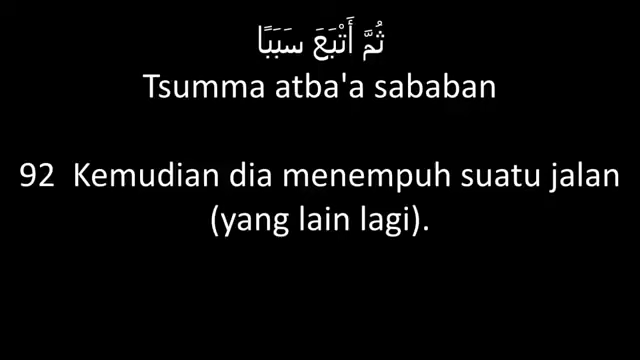 ثُمَّ أَتْبَعَ سَبَبًا
Tsumma atba'a sababan
92 Kemudian dia menempuh suatu jalan
(yang lain lagi).